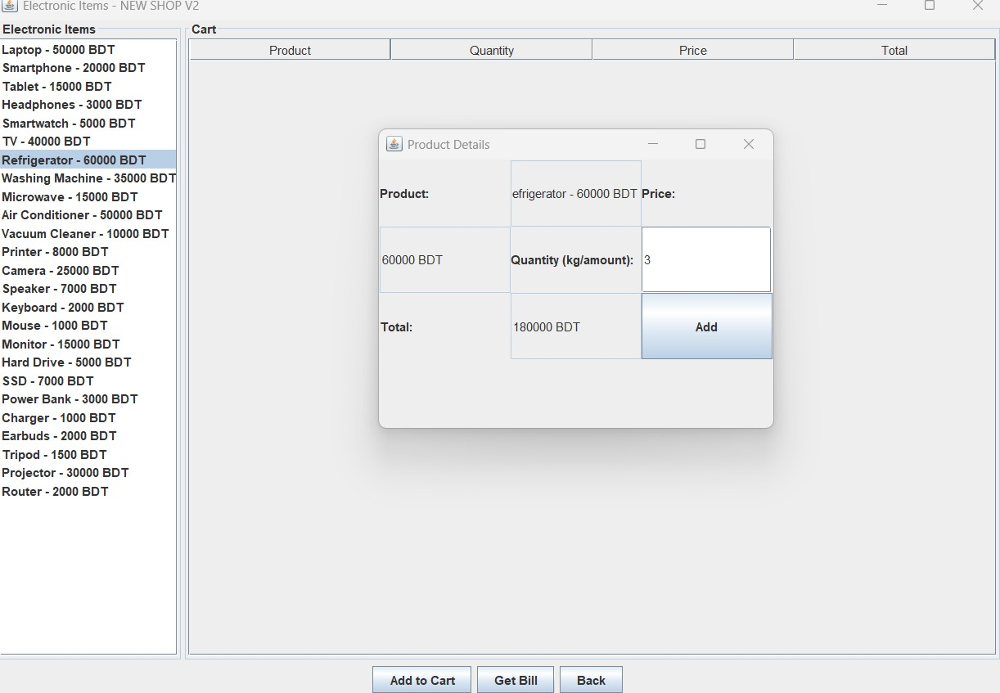 Electronic Items - NEW SHOP V2
Electronic Items
Laptop - 50000 BDT
Smartphone - 20000 BDT
Tablet - 15000 BDT
Headphones - 3000 BDT
Smartwatch - 5000 BDT
TV - 40000 BDT
Refrigerator - 60000 BDT
Washing Machine - 35000 BDT
Microwave - 15000 BDT
Air Conditioner - 50000 BDT
Vacuum Cleaner - 10000 BDT
Printer - 8000 BDT
Camera - 25000 BDT
Speaker - 7000 BDT
Keyboard - 2000 BDT
Mouse - 1000 BDT
Monitor - 15000 BDT
Hard Drive - 5000 BDT
SSD - 7000 BDT
Power Bank - 3000 BDT
Charger - 1000 BDT
Earbuds - 2000 BDT
Tripod - 1500 BDT
Projector - 30000 BDT
Router - 2000 BDT
Cart
Product Quantity Price Total
Product Details
Product: efrigerator - 60000 BDT Price:
60000 BDT Quantity (kg/amount): 3
Total: 180000 BDT Add
Add to Cart Get Bill Back